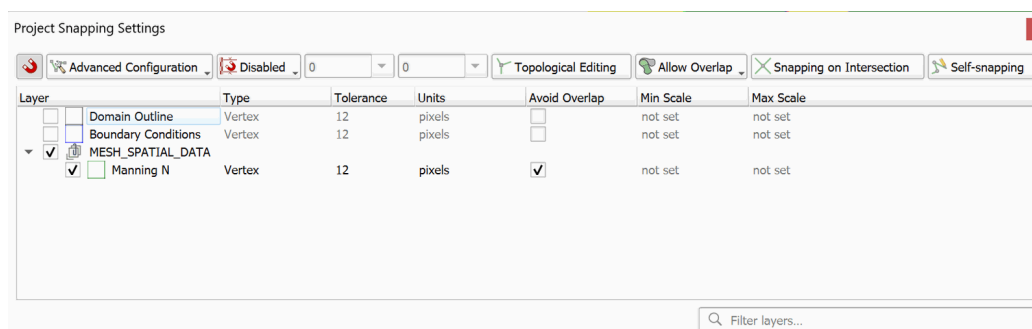 Project Snapping Settings
Advanced Configuration Disabled 0 0 Topological Editing Allow Overlap Snapping on Intersection Self-snapping
Layer Type Tolerance Units Avoid Overlap Min Scale Max Scale
Domain Outline Vertex 12 pixels not set not set
Boundary Conditions Vertex 12 pixels not set not set
MESH_SPATIAL_DATA
Manning N Vertex 12 pixels not set not set
Filter layers...